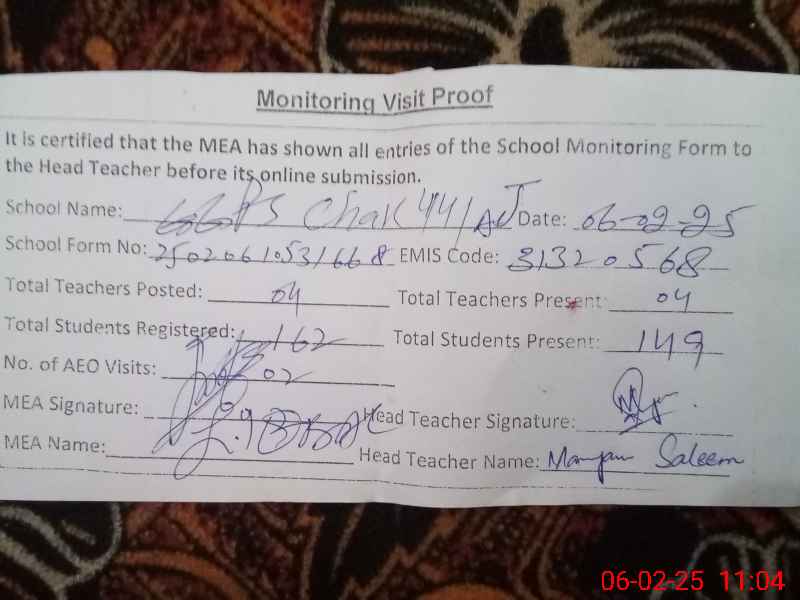 Monitoring Visit Proof
It is certified that the MEA has shown all entries of the School Monitoring Form to
the Head Teacher before its online submission.
School Name: GGPS Chak 44/ Date: 06-02-25
School Form No: 25020610531668 EMIS Code: 31320568
Total Teachers Posted: 04 Total Teachers Present: 04
Total Students Registered: 162 Total Students Present: 149
No. of AEO Visits: 02
MEA Signature: Head Teacher Signature:
MEA Name: Head Teacher Name: Saleem
06-02-25 11:04